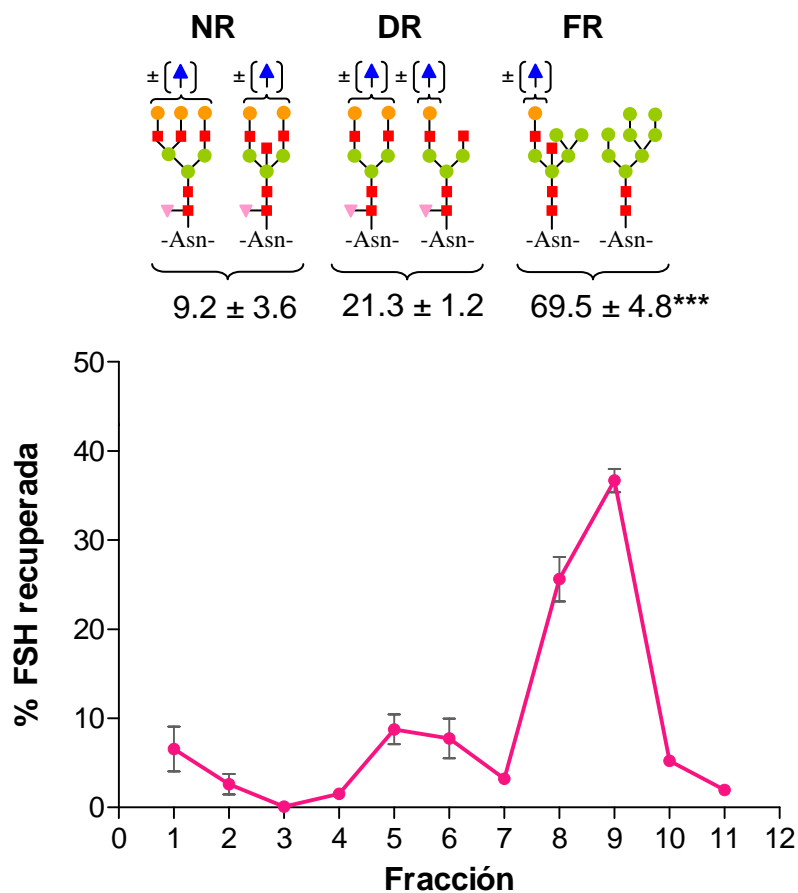 NR DR FR
± ± ± ± ±
-Asn- -Asn- -Asn- -Asn- -Asn- -Asn-
9.2 ± 3.6 21.3 ± 1.2 69.5 ± 4.8***
50
40
30
20
10
0
% FSH recuperada
0 1 2 3 4 5 6 7 8 9 10 11 12
Fracción